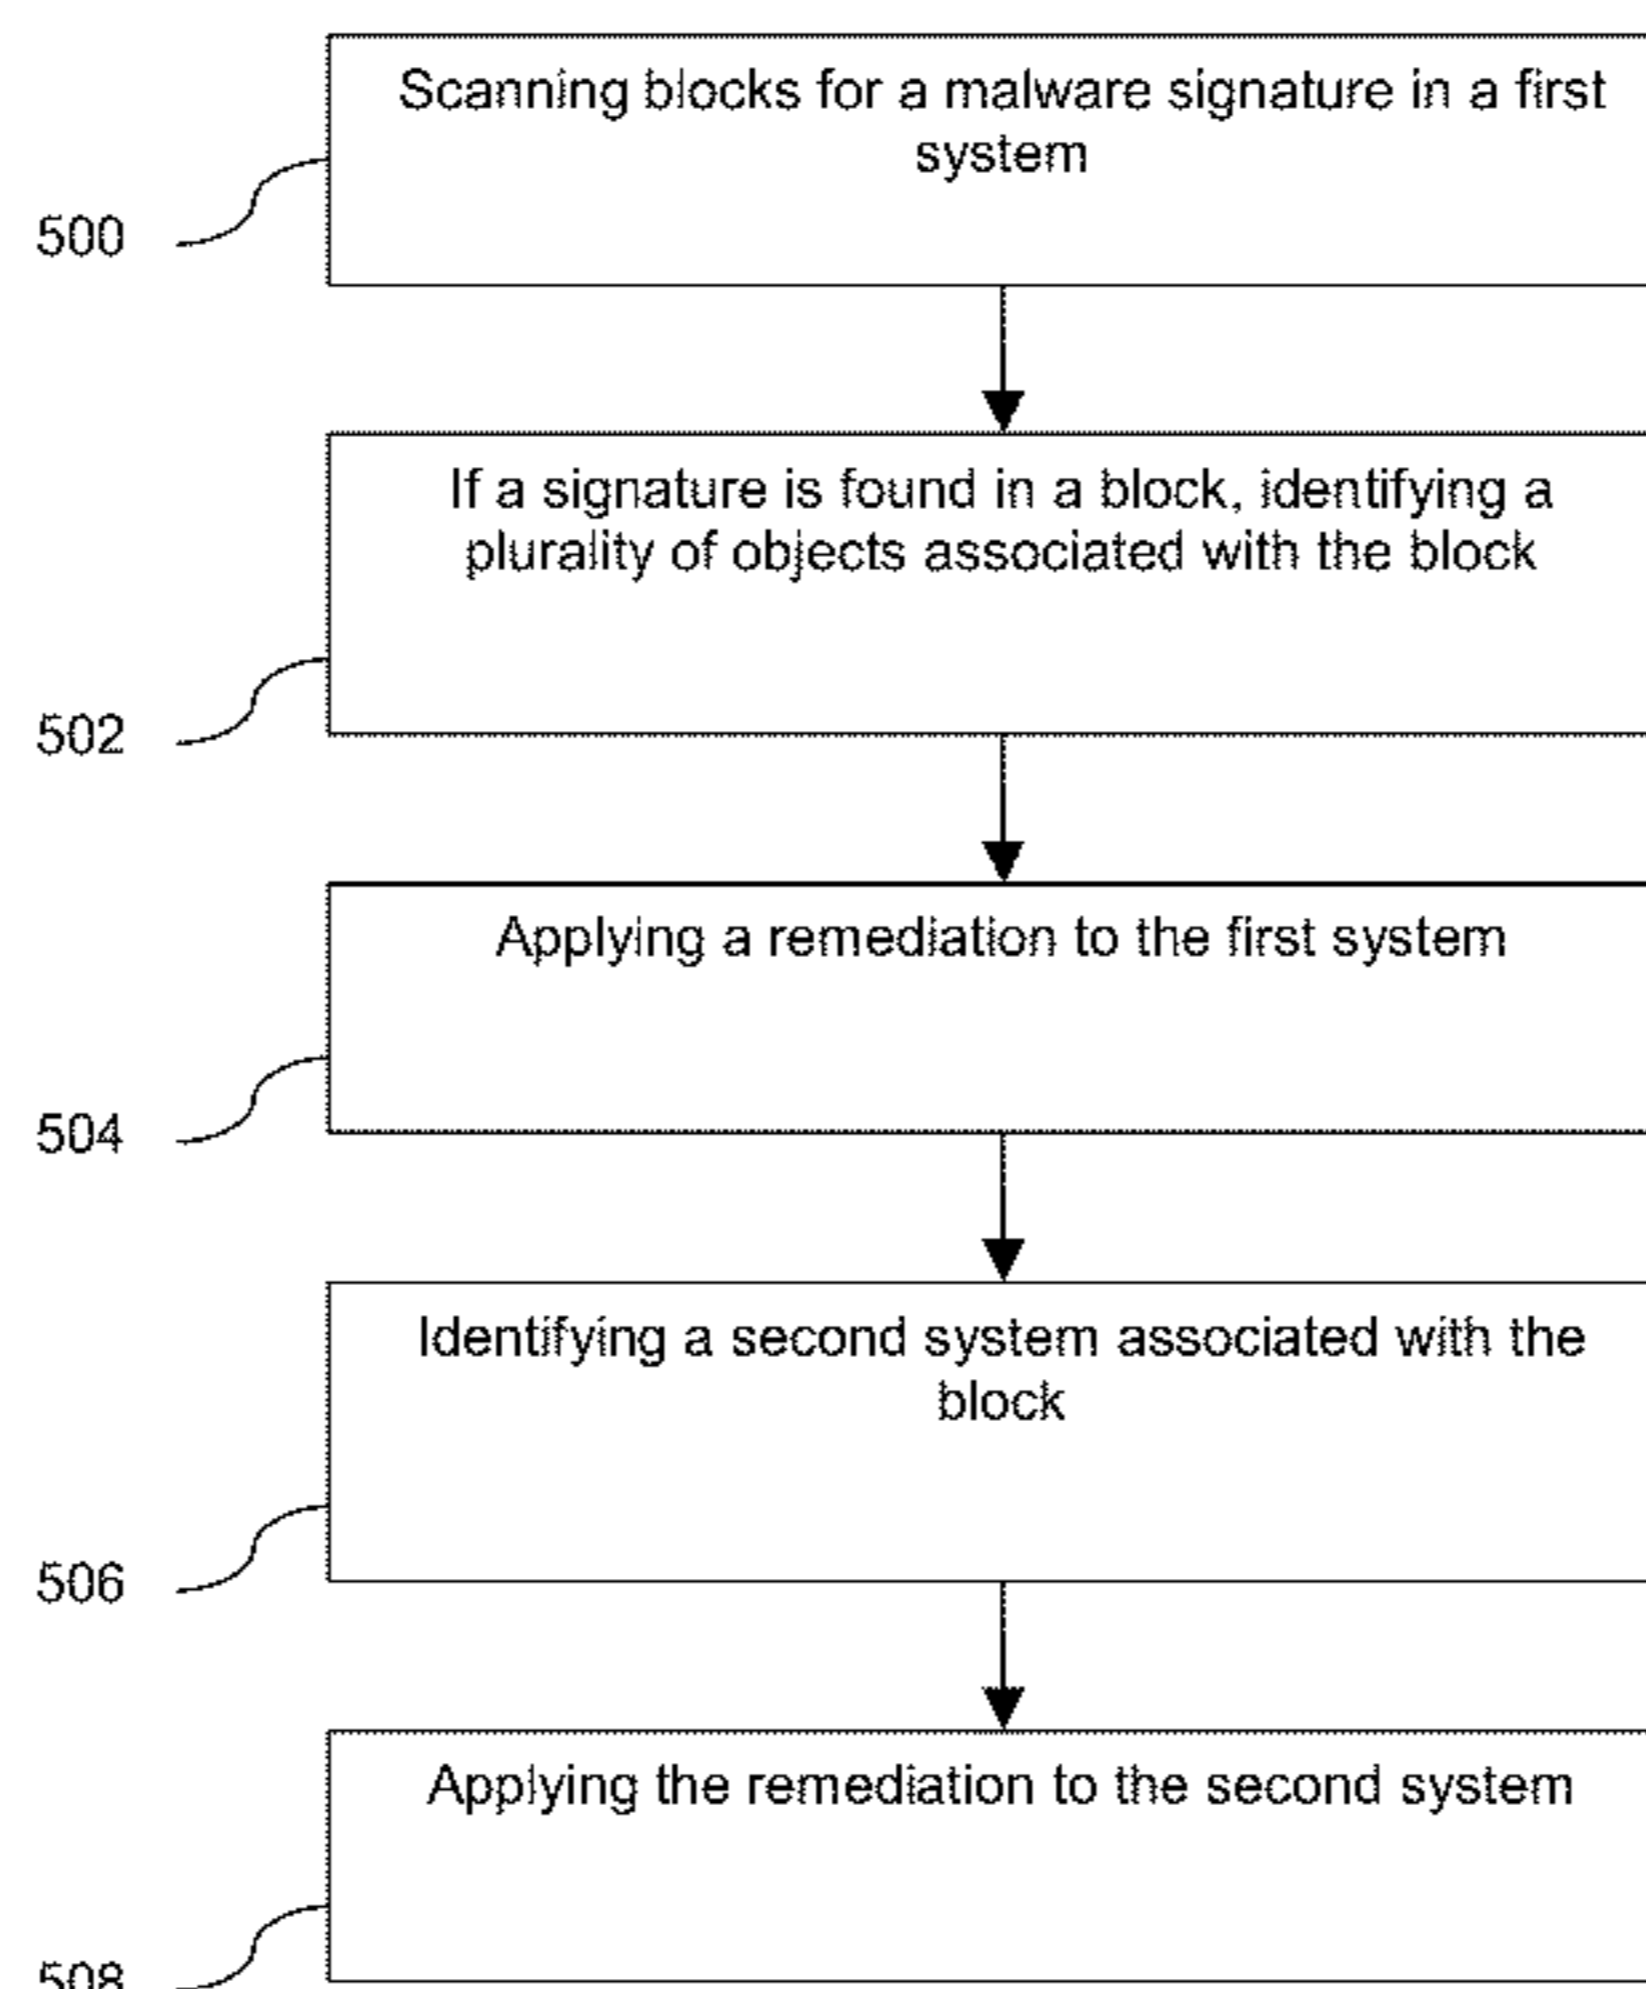 Scanning blocks for a malware signature in a first
system
500
If a signature is found in a block, identifying a
plurality of objects associated with the block
502
Applying a remediation to the first system
504
Identifying a second system associated with the
block
506
Applying the remediation to the second system
508